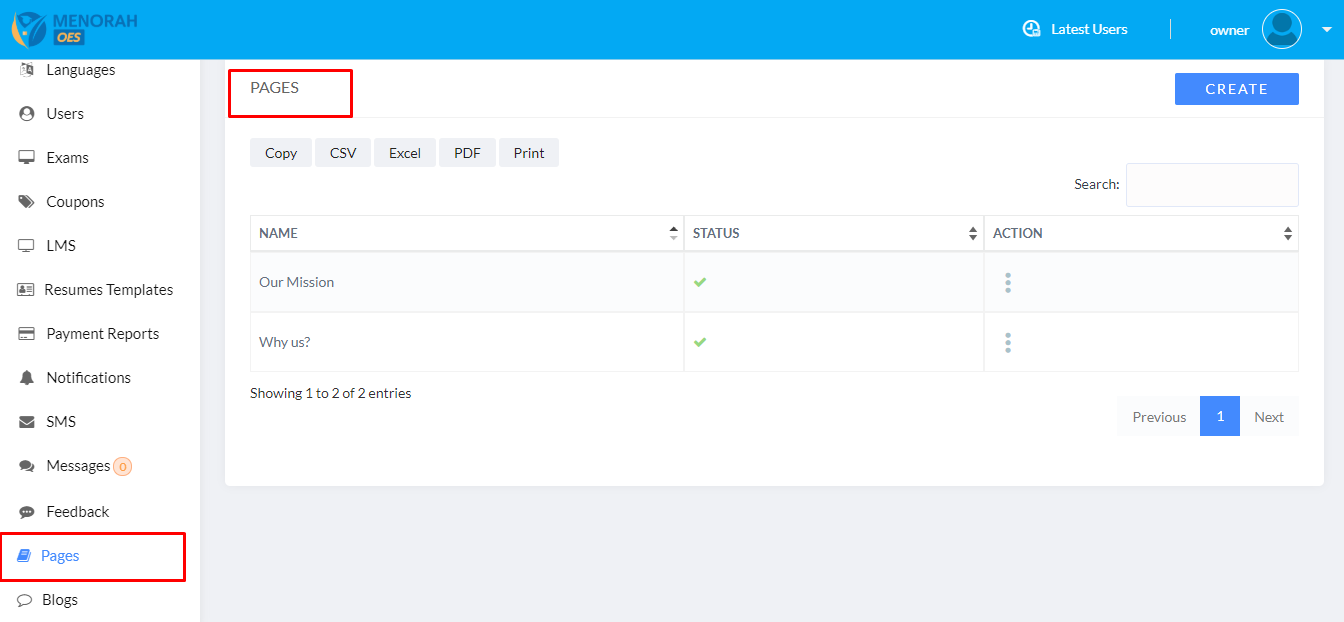 MENORAH
OES
Latest Users
owner
Languages
Users
Exams
Coupons
LMS
Resumes Templates
Payment Reports
Notifications
SMS
Messages 0
Feedback
Pages
Blogs
PAGES
CREATE
Copy CSV Excel PDF Print
Search:
NAME STATUS ACTION
Our Mission
Why us?
Showing 1 to 2 of 2 entries
Previous 1 Next